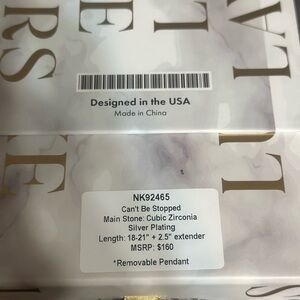 Designed in the USA
Made in China
NK92465
Can't Be Stopped
Main Stone: Cubic Zirconia
Silver Plating
Length: 18-21" + 2.5" extender
MSRP: $160
*Removable Pendant